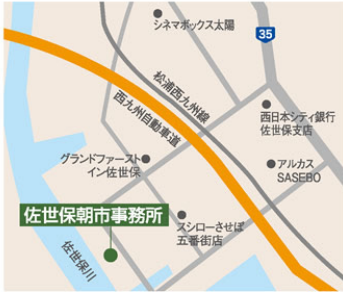 シネマボックス太陽
35
松浦西九州線
西九州自動車道
西日本シティ銀行
佐世保支店
グランドファースト
イン佐世保
アルカス
SASEBO
佐世保朝市事務所
スシローさせぼ
五番街店
佐世保川